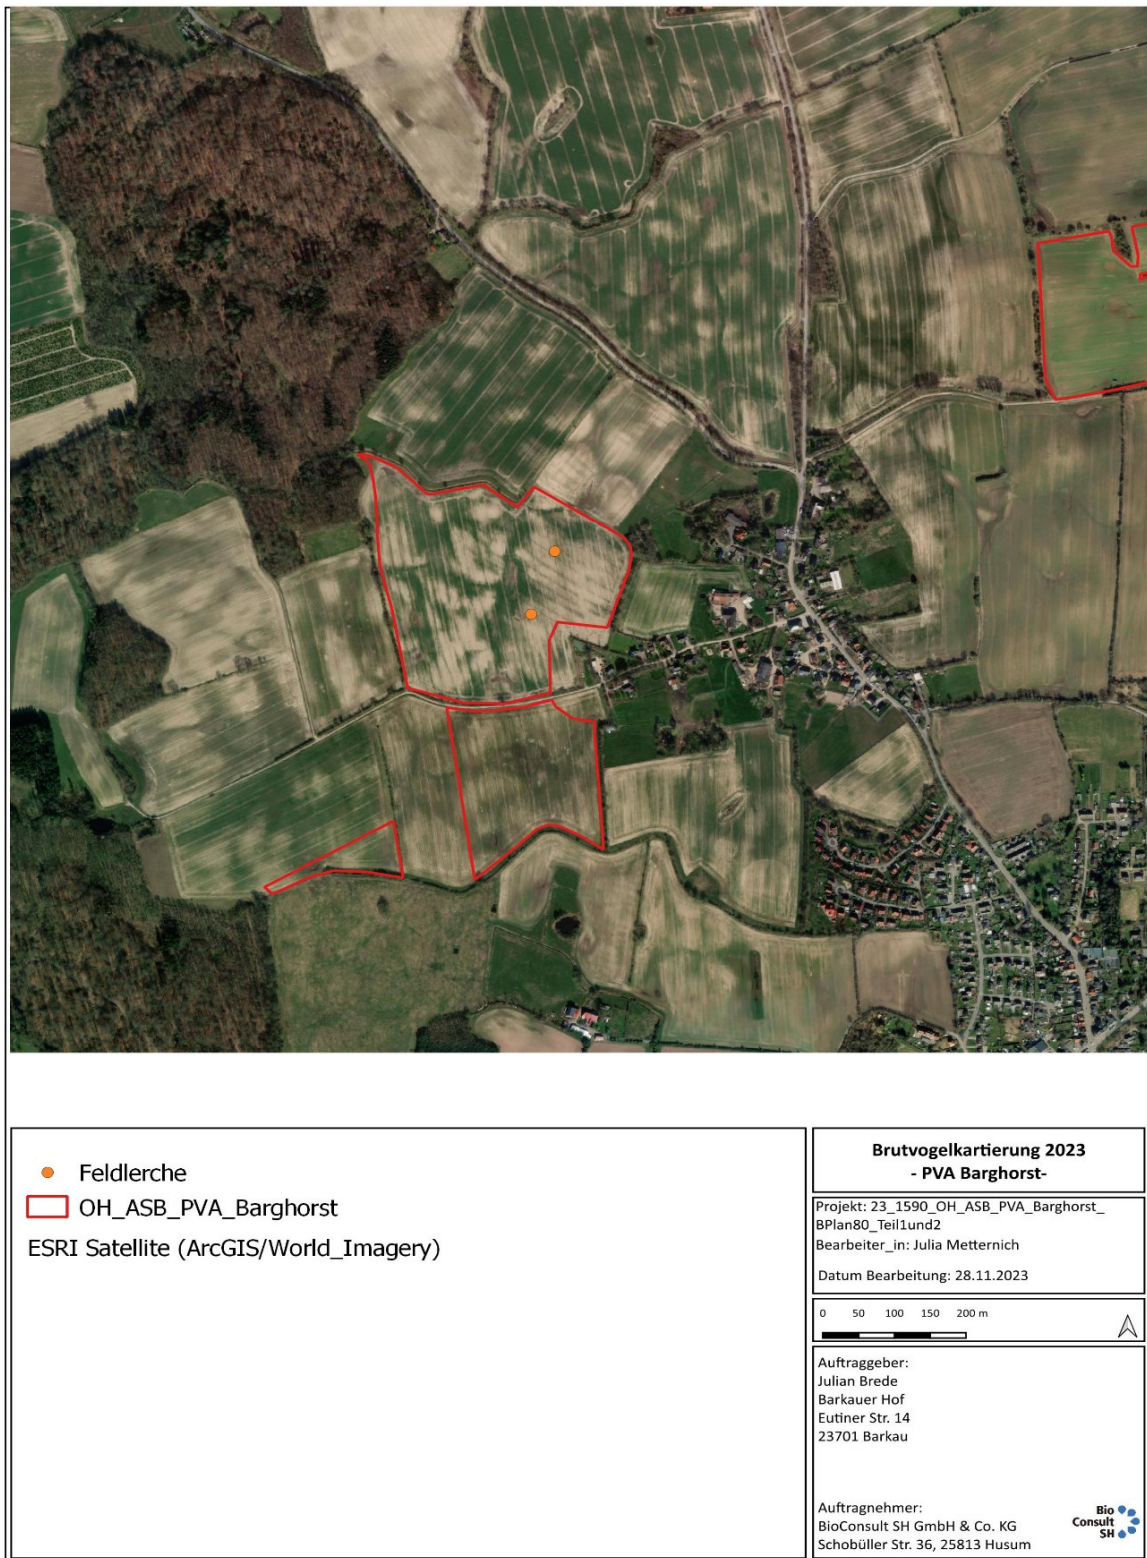 Feldlerche
OH_ASB_PVA_Barghorst
ESRI Satellite (ArcGIS/World_Imagery)
Brutvogelkartierung 2023
- PVA Barghorst-
Projekt: 23_1590_OH_ASB_PVA_Barghorst_
BPlan80_Teil1und2
Bearbeiter_in: Julia Metternich
Datum Bearbeitung: 28.11.2023
0 50 100 150 200 m
Auftraggeber:
Julian Brede
Barkauer Hof
Eutiner Str. 14
23701 Barkau
Auftragnehmer:
BioConsult SH GmbH & Co. KG
Schobüller Str. 36, 25813 Husum
Bio
Consult
SH